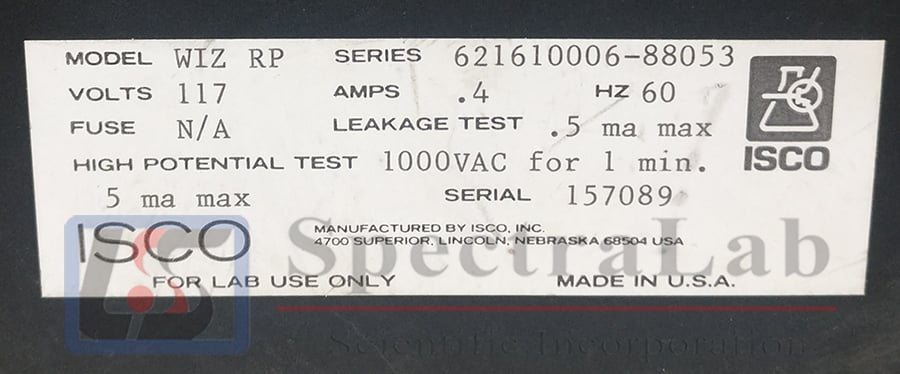 MODEL WIZ RP SERIES 621610006-88053
VOLTS 117 AMPS .4 HZ 60
FUSE N/A LEAKAGE TEST .5 ma max
ISCO
HIGH POTENTIAL TEST 1000VAC for 1 min.
5 ma max SERIAL 157089
ISCO
MANUFACTURED BY ISCO, INC.
4700 SUPERIOR, LINCOLN, NEBRASKA 68504 USA
SpectraLab
FOR LAB USE ONLY MADE IN U.S.A.
Scientific Incorporation